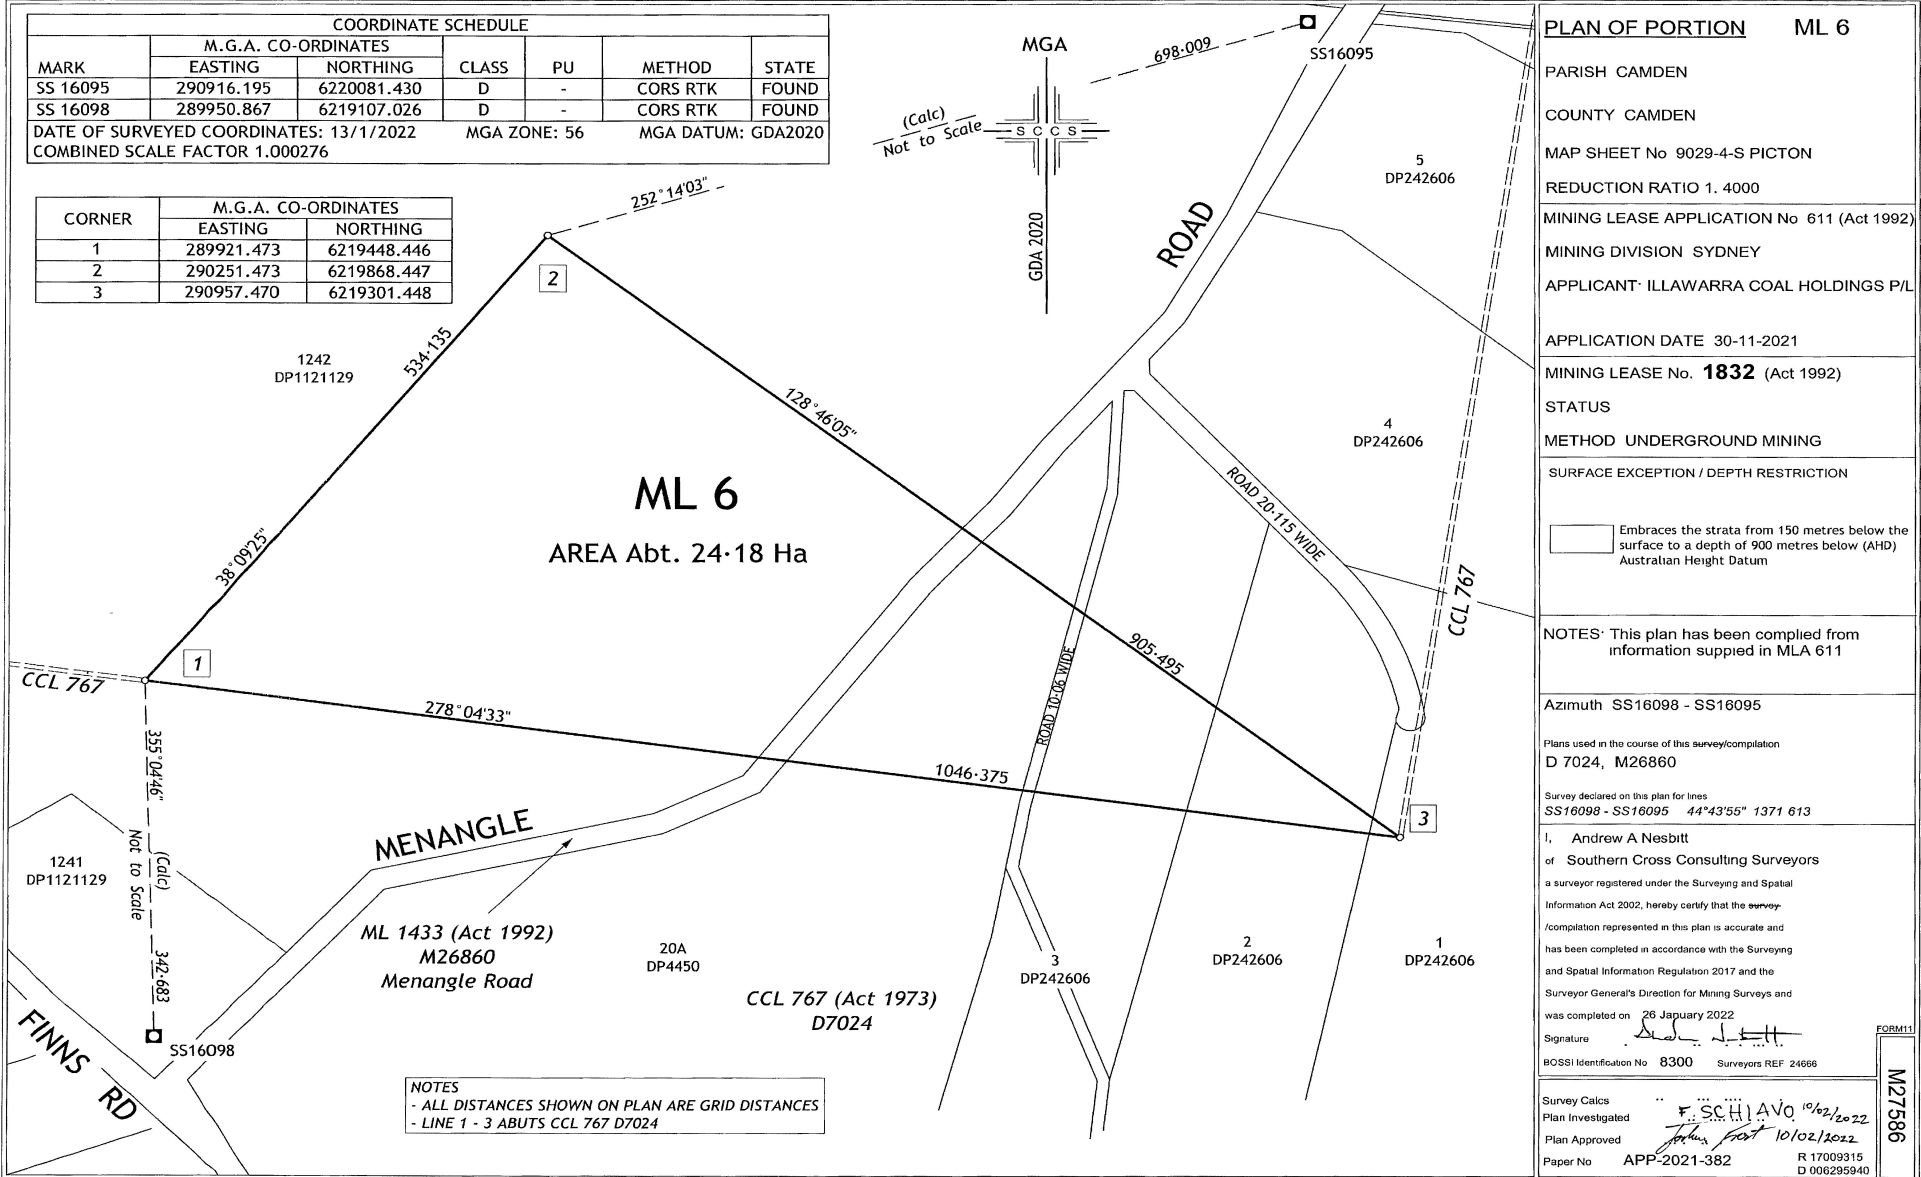 COORDINATE SCHEDULE
M.G.A. CO-ORDINATES
MARK EASTING NORTHING CLASS PU METHOD STATE
SS 16095 290916.195 6220081.430 D - CORS RTK FOUND
SS 16098 289950.867 6219107.026 D - CORS RTK FOUND
DATE OF SURVEYED COORDINATES: 13/1/2022 MGA ZONE: 56 MGA DATUM: GDA2020
COMBINED SCALE FACTOR 1.000276
CORNER M.G.A. CO-ORDINATES
EASTING NORTHING
1 289921.473 6219448.446
2 290251.473 6219868.447
3 290957.470 6219301.448
MGA
S C C S
GDA 2020
698·009
(Calc)
Not to Scale
SS16095
252°14'03"
2
5
DP242606
ROAD
1242
DP1121129
534·135
128°46'05"
4
DP242606
ML 6
AREA Abt. 24·18 Ha
ROAD 20·115 WIDE
38°09'25"
CCL 767
905·495
1
CCL 767
ROAD 10·06 WIDE
278°04'33"
1046·375
3
355°04'46"
(Calc)
Not to Scale
342·683
MENANGLE
1241
DP1121129
ML 1433 (Act 1992)
M26860
Menangle Road
20A
DP4450
CCL 767 (Act 1973)
D7024
3
DP242606
2
DP242606
1
DP242606
SS16098
FINNS RD
NOTES
- ALL DISTANCES SHOWN ON PLAN ARE GRID DISTANCES
- LINE 1 - 3 ABUTS CCL 767 D7024
PLAN OF PORTION ML 6
PARISH CAMDEN
COUNTY CAMDEN
MAP SHEET No 9029-4-S PICTON
REDUCTION RATIO 1. 4000
MINING LEASE APPLICATION No 611 (Act 1992)
MINING DIVISION SYDNEY
APPLICANT· ILLAWARRA COAL HOLDINGS P/L
APPLICATION DATE 30-11-2021
MINING LEASE No. 1832 (Act 1992)
STATUS
METHOD UNDERGROUND MINING
SURFACE EXCEPTION / DEPTH RESTRICTION
Embraces the strata from 150 metres below the
surface to a depth of 900 metres below (AHD)
Australian Height Datum
NOTES· This plan has been complied from
information suppied in MLA 611
Azimuth SS16098 - SS16095
Plans used in the course of this survey/compilation
D 7024, M26860
Survey declared on this plan for lines
SS16098 - SS16095 44°43'55" 1371 613
I, Andrew A Nesbitt
of Southern Cross Consulting Surveyors
a surveyor registered under the Surveying and Spatial
Information Act 2002, hereby certify that the survey
/compilation represented in this plan is accurate and
has been completed in accordance with the Surveying
and Spatial Information Regulation 2017 and the
Surveyor General's Direction for Mining Surveys and
was completed on 26 January 2022
Signature
BOSSI Identification No 8300 Surveyors REF 24666
FORM11
M27586
Survey Calcs
Plan Investigated F. SCHIAVO 10/02/2022
Plan Approved 10/02/2022
Paper No APP-2021-382
R 17009315
D 006295940